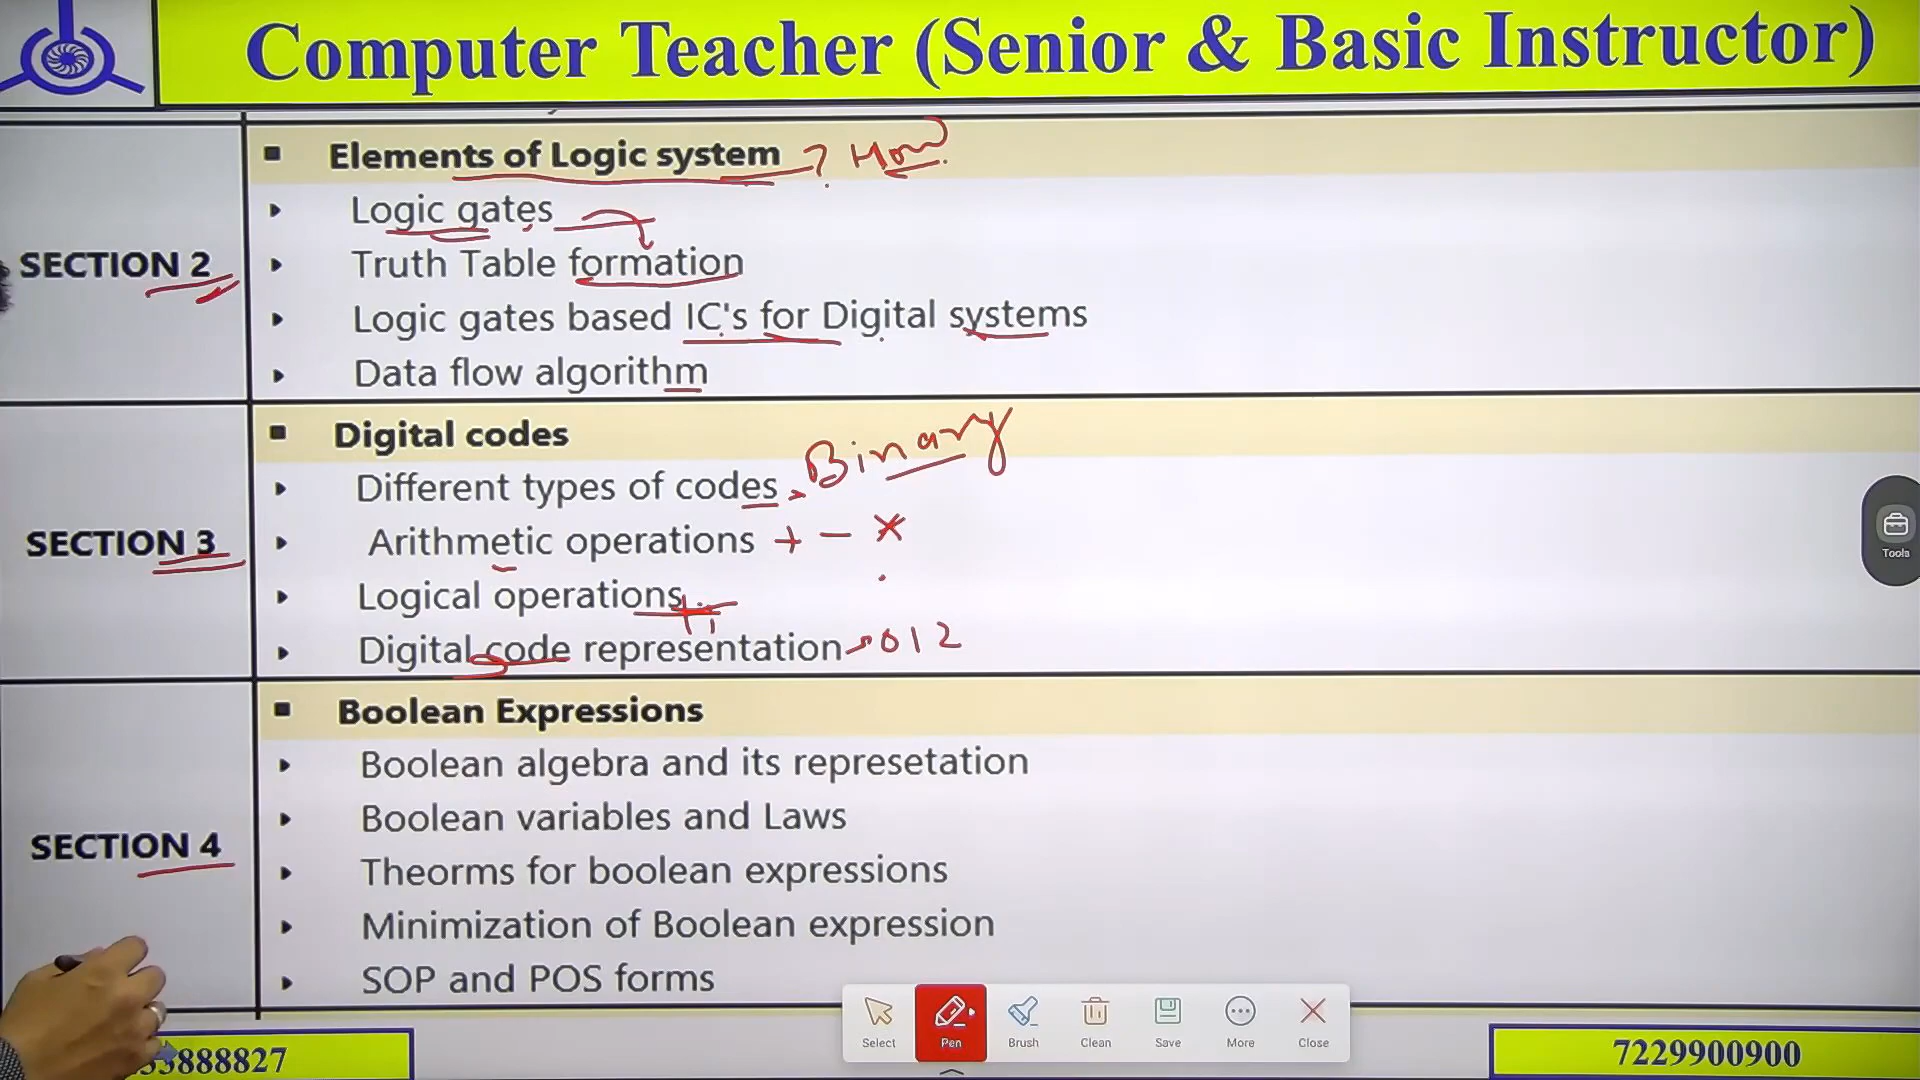 Computer Teacher (Senior & Basic Instructor)
Elements of Logic system ? How
Logic gates
SECTION 2
Truth Table formation
Logic gates based IC's for Digital systems
Data flow algorithm
Digital codes
Different types of codes Binary
SECTION 3
Arithmetic operations + - *
Logical operations
Digital code representation 0 1 2
Boolean Expressions
Boolean algebra and its represetation
Boolean variables and Laws
SECTION 4
Theorms for boolean expressions
Minimization of Boolean expression
SOP and POS forms
Tools
Select Pen Brush Clean Save More Close
888827
7229900900